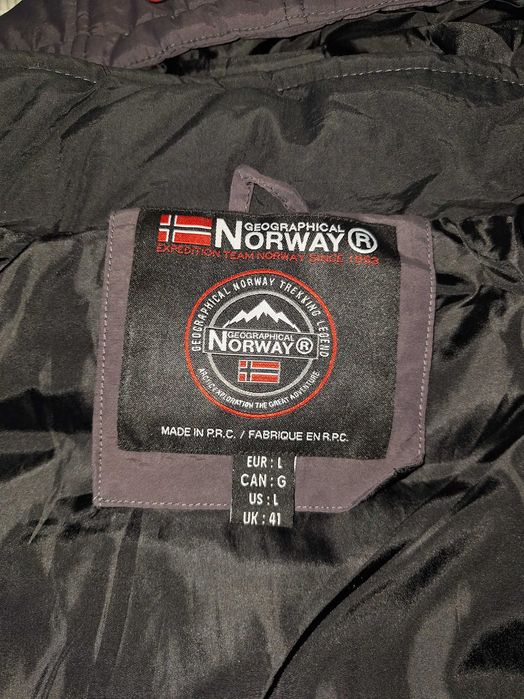 GEOGRAPHICAL
NORWAY®
EXPEDITION TEAM NORWAY SINCE 1953
GEOGRAPHICAL NORWAY TREKKING LEGEND
GEOGRAPHICAL
NORWAY®
ARCTIC EXPLORATION THE GREAT ADVENTURE
MADE IN P.R.C. / FABRIQUE EN R.P.C.
EUR : L
CAN : G
US : L
UK : 41